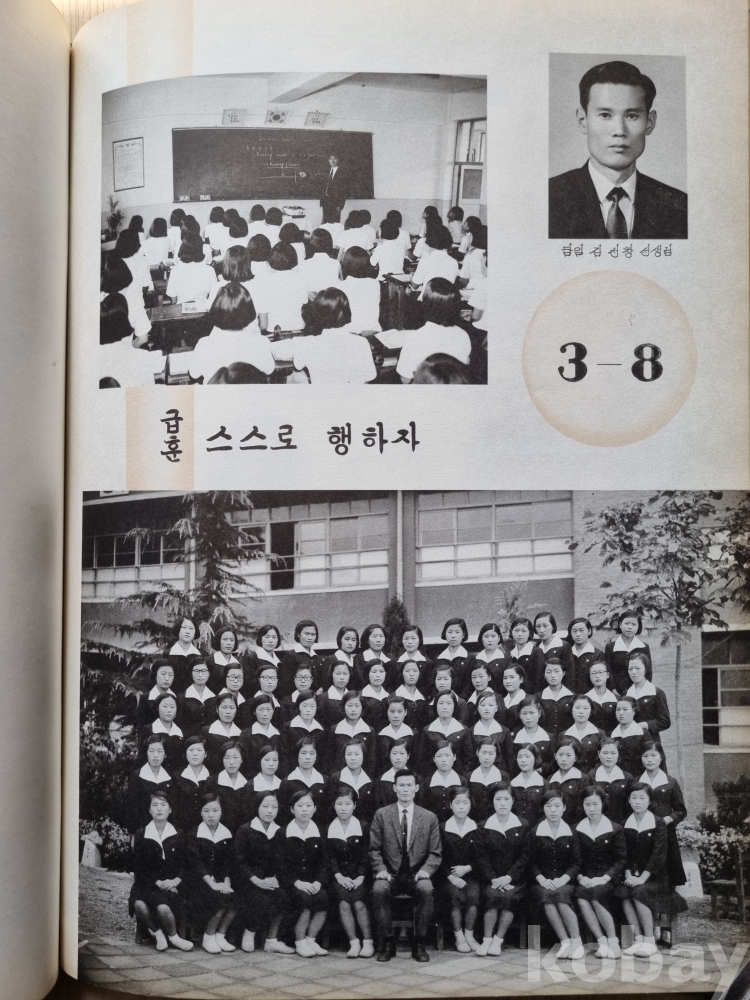 담임 김선창 선생님
3-8
급훈 스스로 행하자
kobay